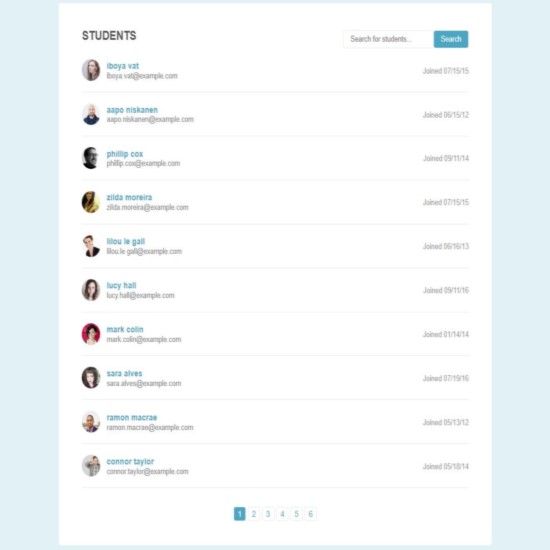 STUDENTS
Search for students... Search
iboya vat
iboya.vat@example.com
Joined 07/15/15
aapo niskanen
aapo.niskanen@example.com
Joined 06/15/12
phillip cox
phillip.cox@example.com
Joined 09/11/14
zilda moreira
zilda.moreira@example.com
Joined 07/15/15
lilou le gall
lilou.le gall@example.com
Joined 06/16/13
lucy hall
lucy.hall@example.com
Joined 09/11/16
mark colin
mark.colin@example.com
Joined 01/14/14
sara alves
sara.alves@example.com
Joined 07/19/16
ramon macrae
ramon.macrae@example.com
Joined 05/13/12
connor taylor
connor.taylor@example.com
Joined 05/18/14
1 2 3 4 5 6